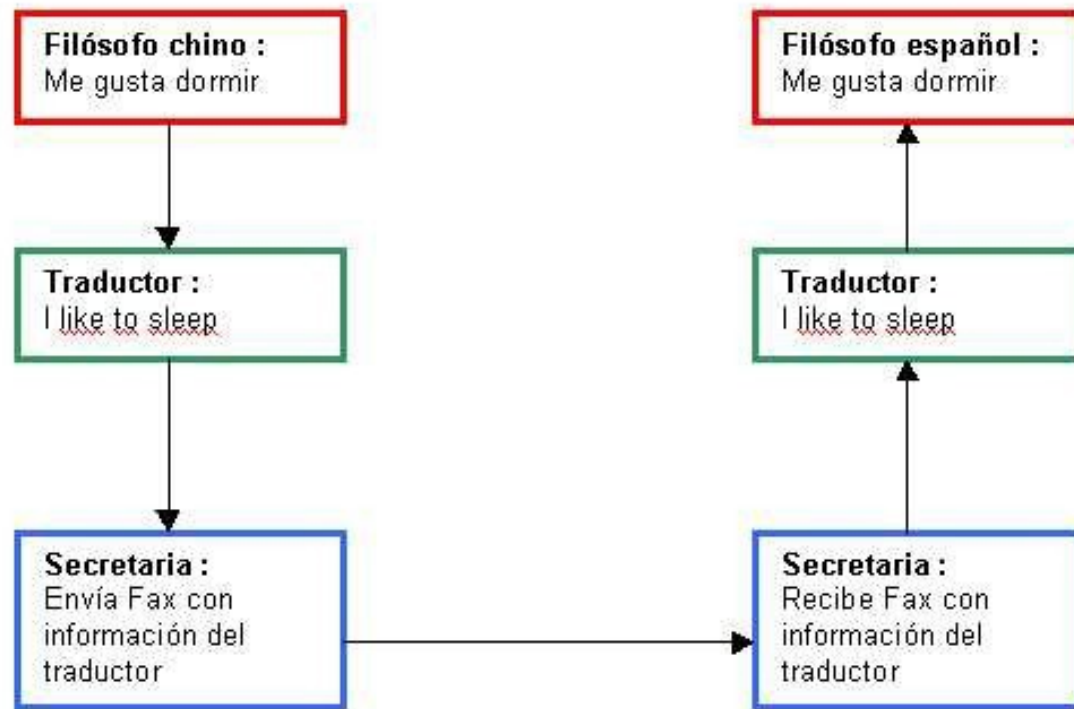 Filósofo chino :
Me gusta dormir
Filósofo español :
Me gusta dormir
Traductor :
I like to sleep
Traductor :
I like to sleep
Secretaria :
Envía Fax con
información del
traductor
Secretaria :
Recibe Fax con
información del
traductor